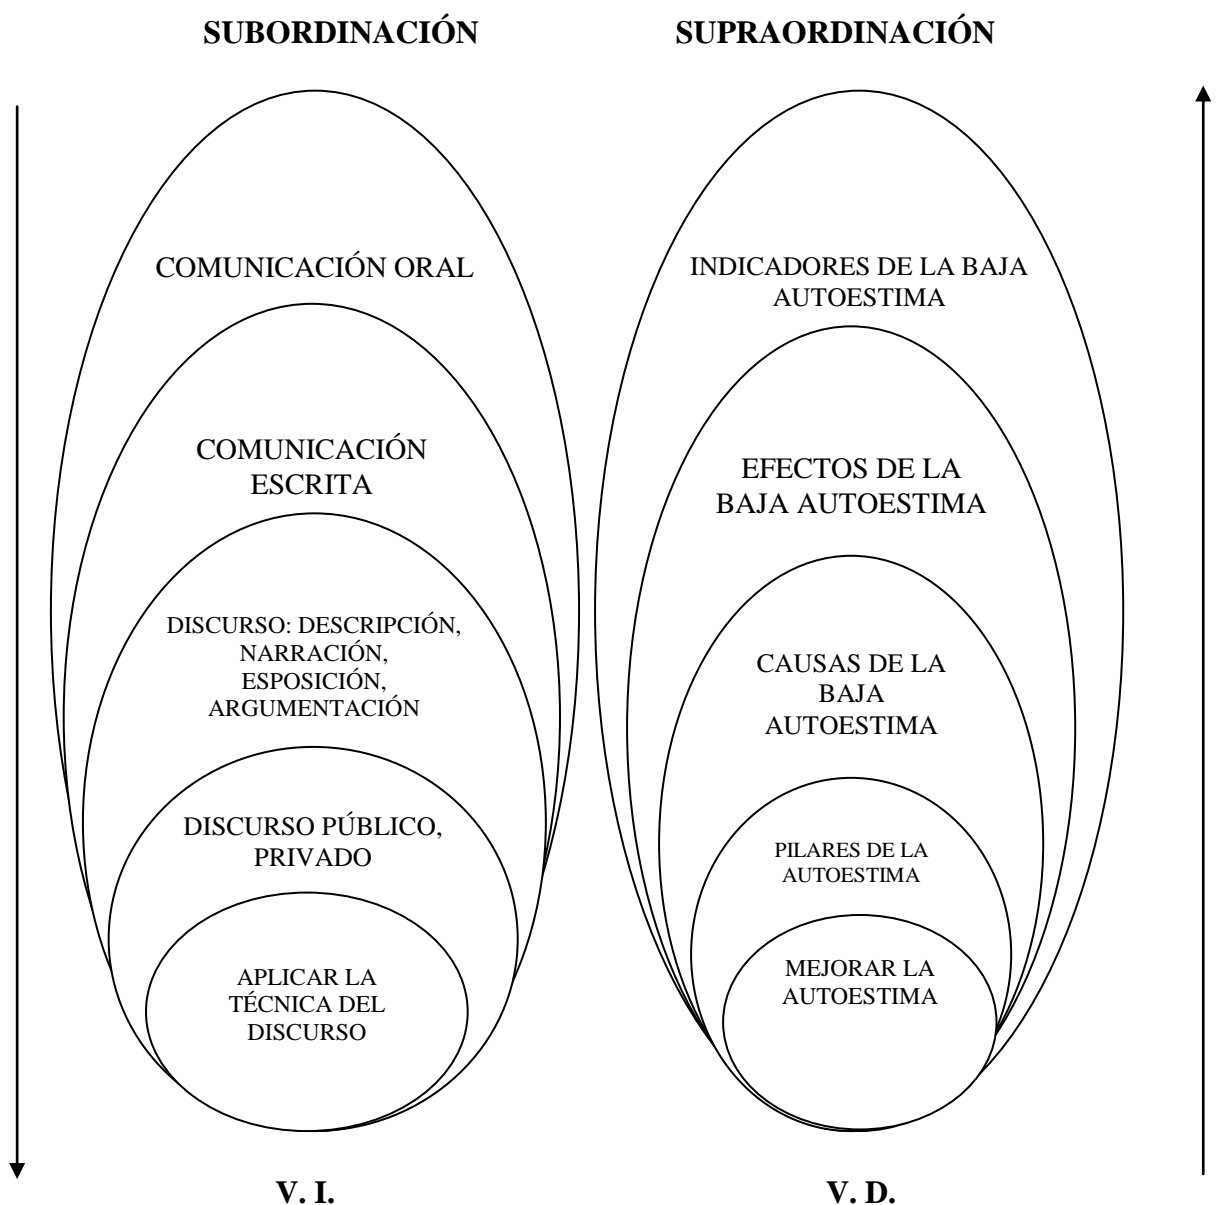 SUBORDINACIÓN
SUPRAORDINACIÓN
COMUNICACIÓN ORAL
COMUNICACIÓN
ESCRITA
DISCURSO: DESCRIPCIÓN,
NARRACIÓN,
ESPOSICIÓN,
ARGUMENTACIÓN
DISCURSO PÚBLICO,
PRIVADO
APLICAR LA
TÉCNICA DEL
DISCURSO
V. I.
INDICADORES DE LA BAJA
AUTOESTIMA
EFECTOS DE LA
BAJA AUTOESTIMA
CAUSAS DE LA
BAJA
AUTOESTIMA
PILARES DE LA
AUTOESTIMA
MEJORAR LA
AUTOESTIMA
V. D.